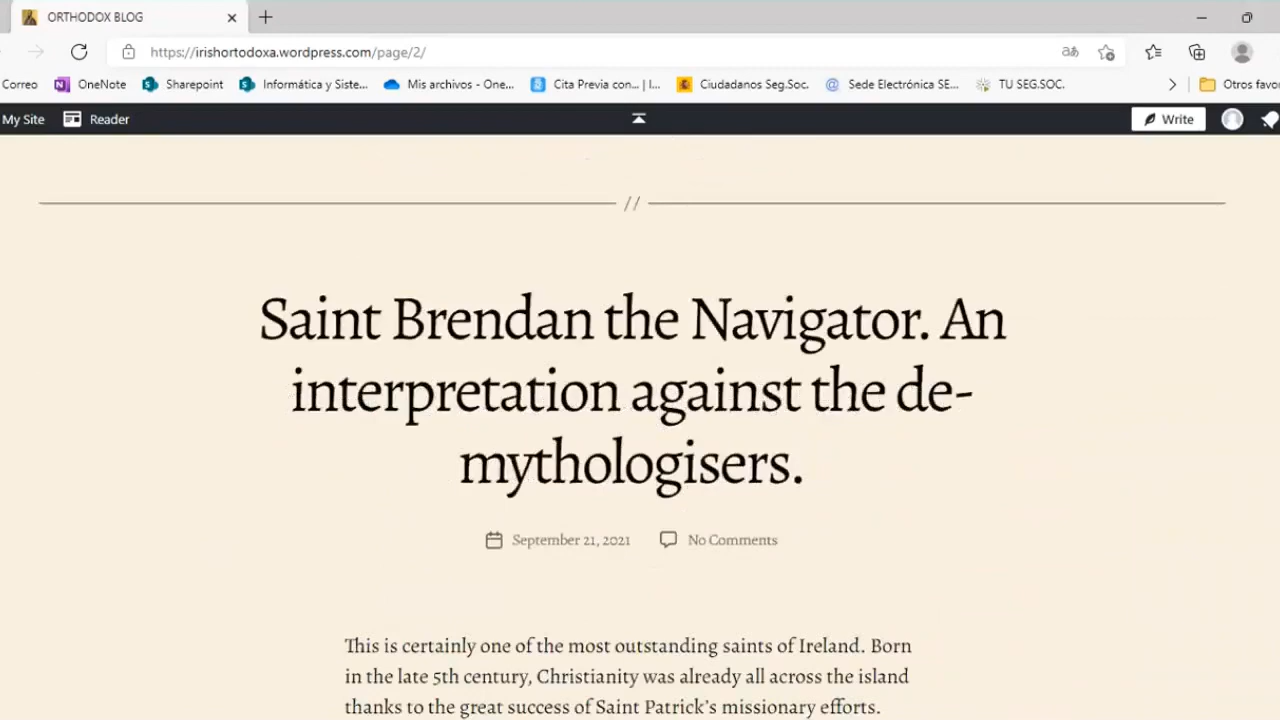 ORTHODOX BLOG
https://irishortodoxa.wordpress.com/page/2/
Correo OneNote Sharepoint Informática y Siste... Mis archivos - One... Cita Previa con... | I... Ciudadanos Seg.Soc. Sede Electrónica SE... TU SEG.SOC. Otros favo
My Site Reader Write
//
Saint Brendan the Navigator. An
interpretation against the de-
mythologisers.
September 21, 2021 No Comments
This is certainly one of the most outstanding saints of Ireland. Born
in the late 5th century, Christianity was already all across the island
thanks to the great success of Saint Patrick's missionary efforts.